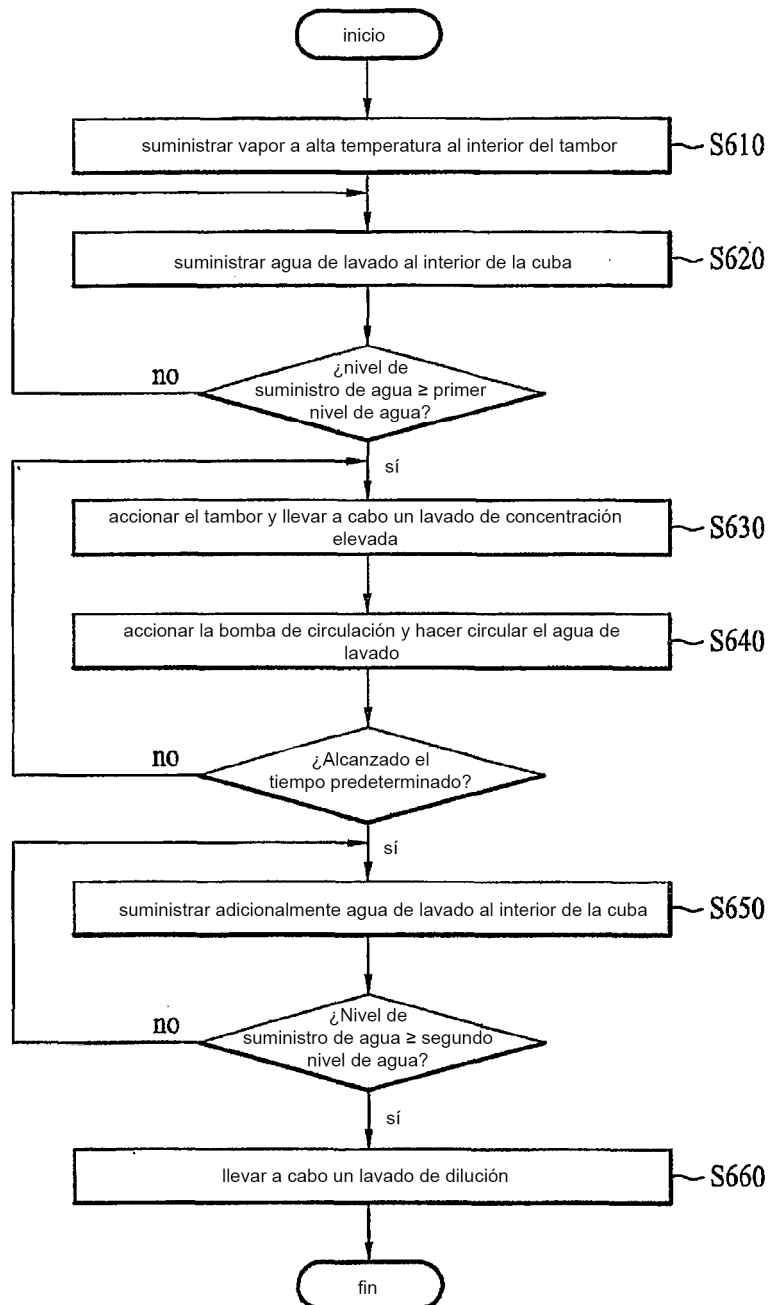 inicio
suministrar vapor a alta temperatura al interior del tambor
S610
suministrar agua de lavado al interior de la cuba
S620
¿nivel de
suministro de agua ≥ primer
nivel de agua?
no
sí
accionar el tambor y llevar a cabo un lavado de concentración
elevada
S630
accionar la bomba de circulación y hacer circular el agua de
lavado
S640
¿Alcanzado el
tiempo predeterminado?
no
sí
suministrar adicionalmente agua de lavado al interior de la cuba
S650
¿Nivel de
suministro de agua ≥ segundo
nivel de agua?
no
sí
llevar a cabo un lavado de dilución
S660
fin